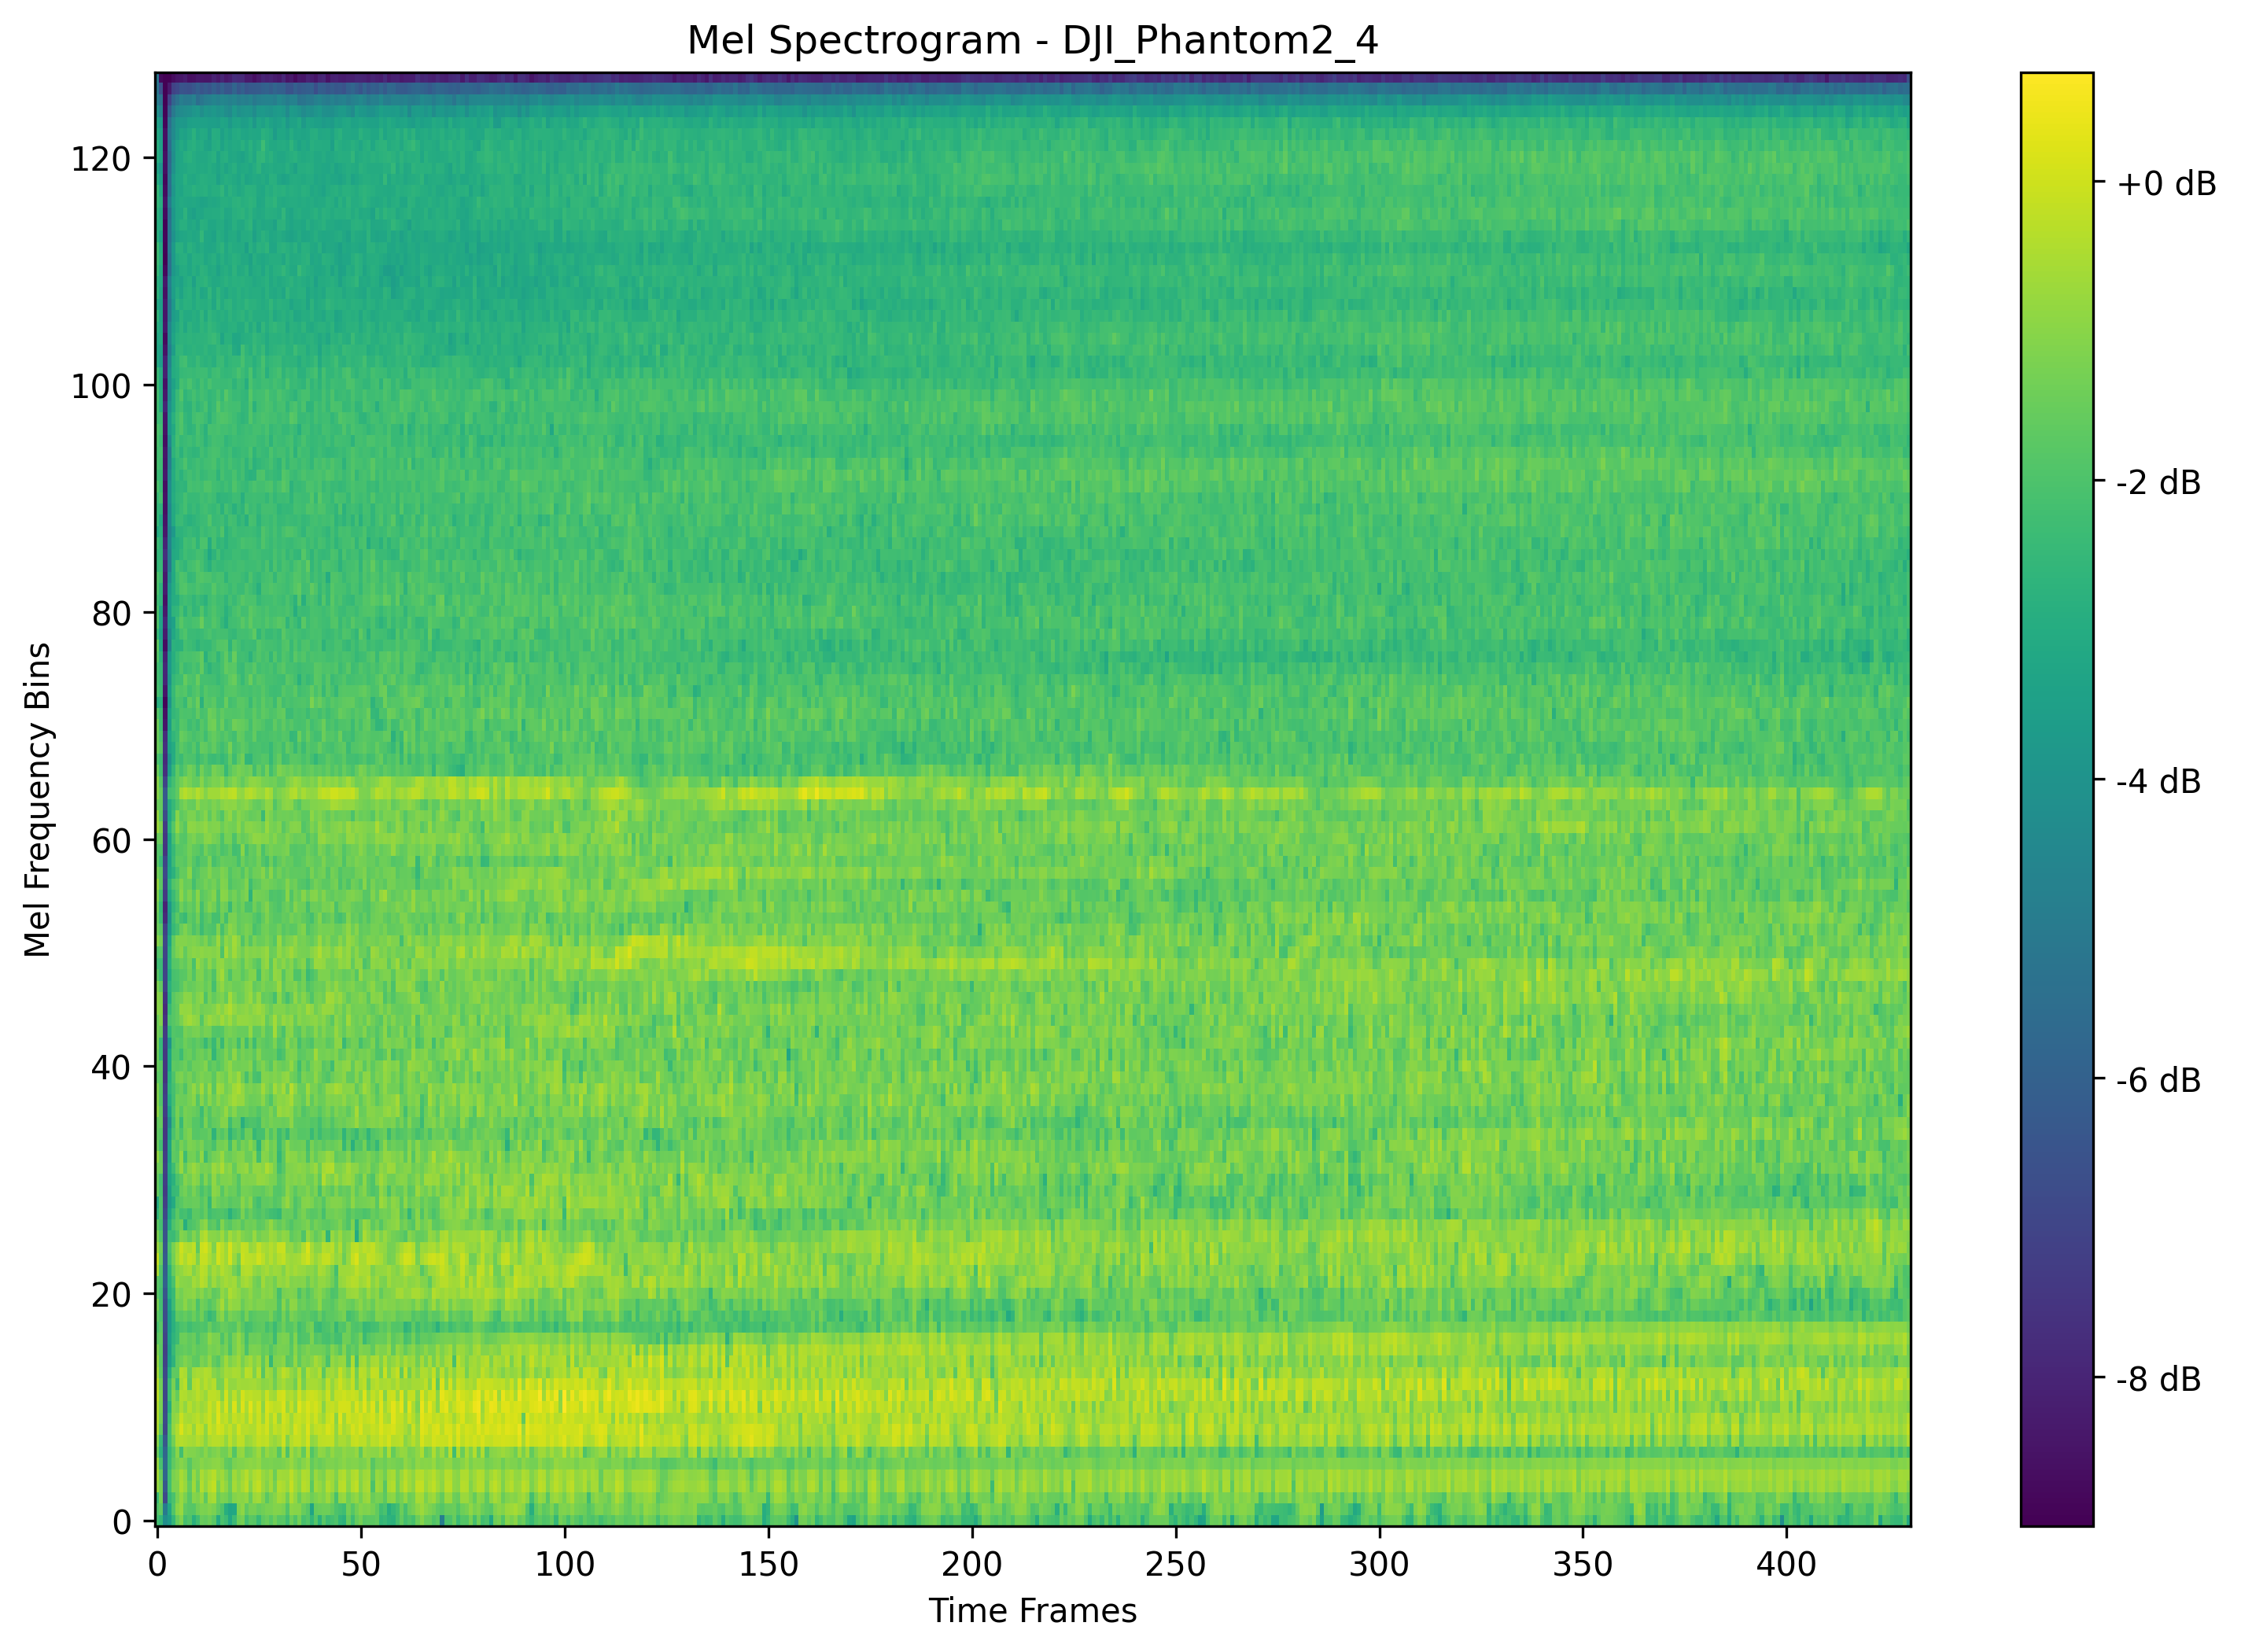 Mel Spectrogram - DJI_Phantom2_4
Mel Frequency Bins
120
100
80
60
40
20
0
0 50 100 150 200 250 300 350 400
Time Frames
+0 dB
-2 dB
-4 dB
-6 dB
-8 dB